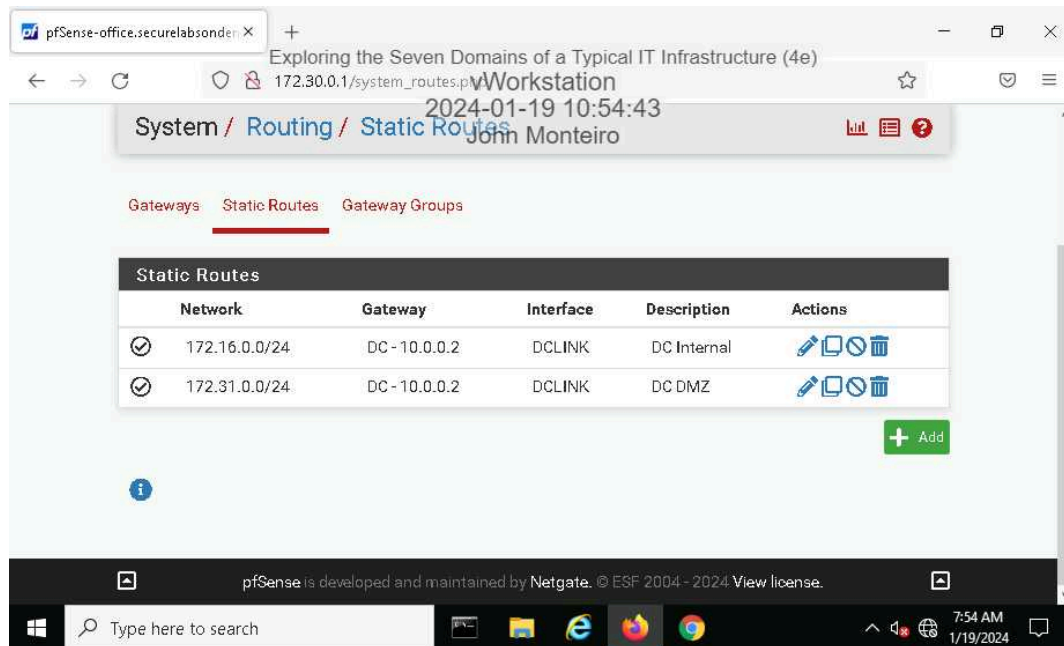 pfSense-office.securelabsonden
Exploring the Seven Domains of a Typical IT Infrastructure (4e)
172.30.0.1/system_routes.php
vWorkstation
2024-01-19 10:54:43
System / Routing / Static Routes
John Monteiro
Gateways Static Routes Gateway Groups
Static Routes
Network Gateway Interface Description Actions
172.16.0.0/24 DC - 10.0.0.2 DCLINK DC Internal
172.31.0.0/24 DC - 10.0.0.2 DCLINK DC DMZ
Add
pfSense is developed and maintained by Netgate. © ESF 2004 - 2024 View license.
Type here to search
7:54 AM
1/19/2024